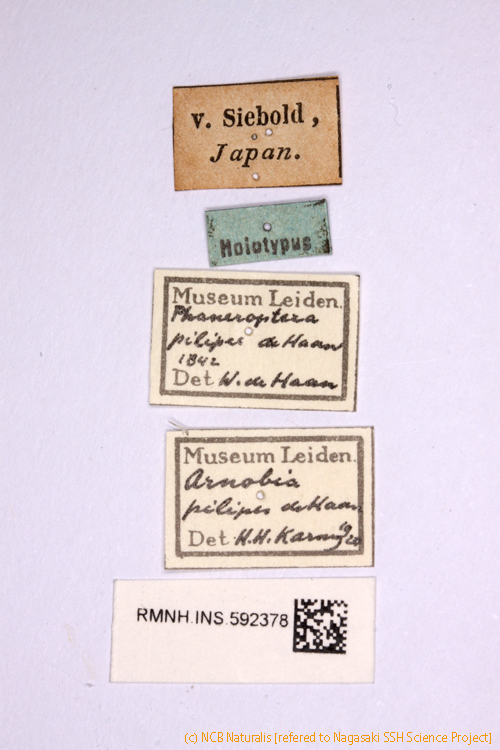 v. Siebold,
Japan.
Holotypus
Museum Leiden.
Phaneroptera
pilipes de Haan
1842
Det W. de Haan
Museum Leiden.
Arnobia
pilipes de Haan
Det H.H. Karny
RMNH.INS.592378
(c) NCB Naturalis [refered to Nagasaki SSH Science Project]